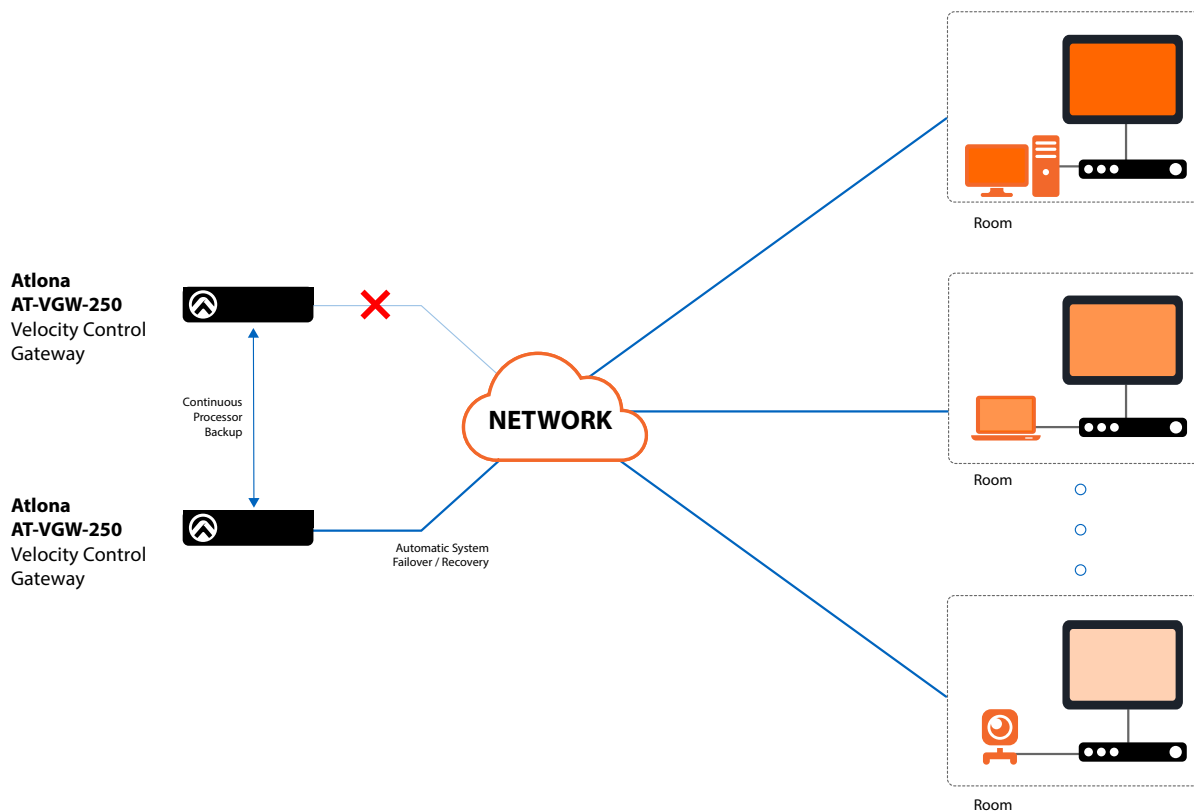 Atlona
AT-VGW-250
Velocity Control
Gateway
Continuous
Processor
Backup
Atlona
AT-VGW-250
Velocity Control
Gateway
Automatic System
Failover / Recovery
NETWORK
Room
Room
Room